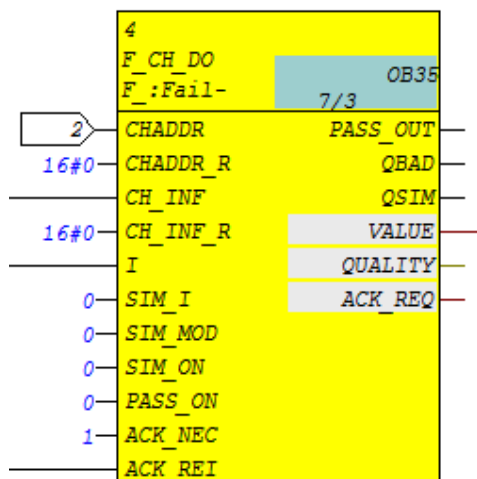 4
F_CH_DO
F_:Fail-
OB35
7/3
2 CHADDR PASS_OUT
16#0 CHADDR_R QBAD
CH_INF QSIM
16#0 CH_INF_R VALUE
I QUALITY
0 SIM_I ACK_REQ
0 SIM_MOD
0 SIM_ON
0 PASS_ON
1 ACK_NEC
ACK_REI